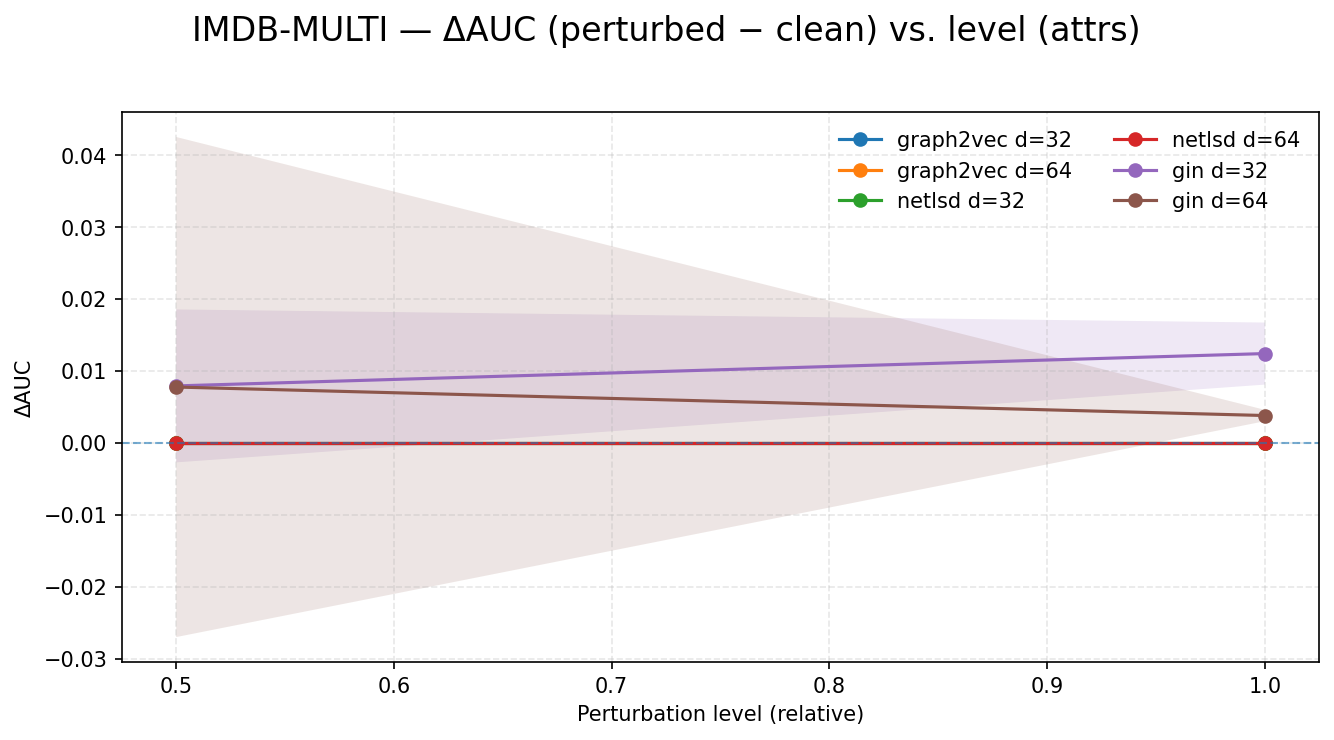 IMDB-MULTI — ΔAUC (perturbed − clean) vs. level (attrs)
graph2vec d=32
graph2vec d=64
netlsd d=32
netlsd d=64
gin d=32
gin d=64
ΔAUC
0.04
0.03
0.02
0.01
0.00
−0.01
−0.02
−0.03
0.5
0.6
0.7
0.8
0.9
1.0
Perturbation level (relative)